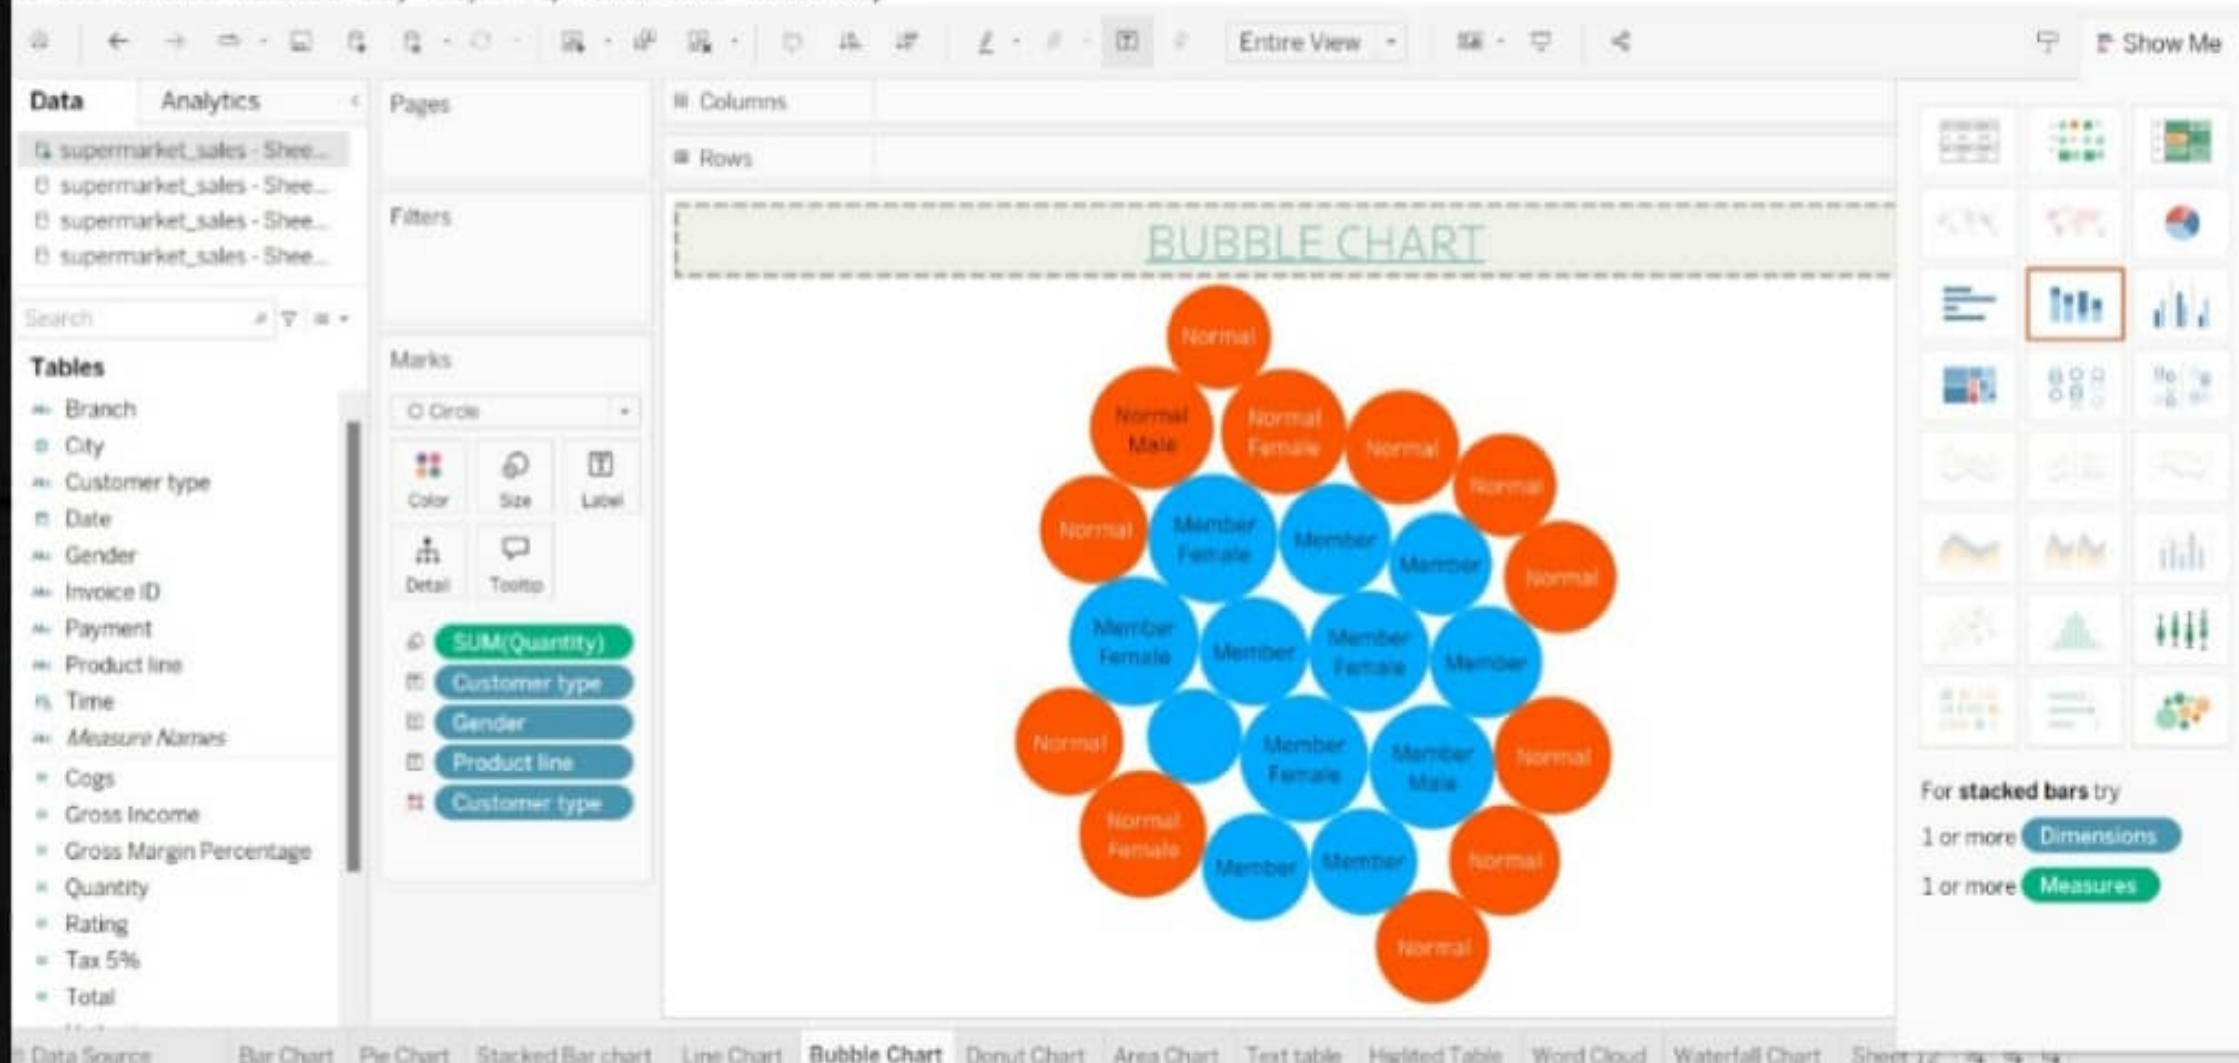 Entire View
Show Me
Data
Analytics
supermarket_sales - Shee...
supermarket_sales - Shee...
supermarket_sales - Shee...
supermarket_sales - Shee...
Search
Tables
Branch
City
Customer type
Date
Gender
Invoice ID
Payment
Product line
Time
Measure Names
Cogs
Gross Income
Gross Margin Percentage
Quantity
Rating
Tax 5%
Total
Pages
Filters
Marks
Circle
Color
Size
Label
Detail
Tooltip
SUM(Quantity)
Customer type
Gender
Product line
Customer type
Columns
Rows
BUBBLE CHART
Normal
Normal
Male
Normal
Female
Normal
Normal
Normal
Member
Female
Member
Member
Normal
Member
Female
Member
Member
Female
Member
Normal
Member
Female
Member
Male
Normal
Normal
Female
Member
Member
Normal
Normal
For stacked bars try
1 or more Dimensions
1 or more Measures
Data Source
Bar Chart
Pie Chart
Stacked Bar chart
Line Chart
Bubble Chart
Donut Chart
Area Chart
Text table
Higlited Table
Word Cloud
Waterfall Chart
Sheet 12